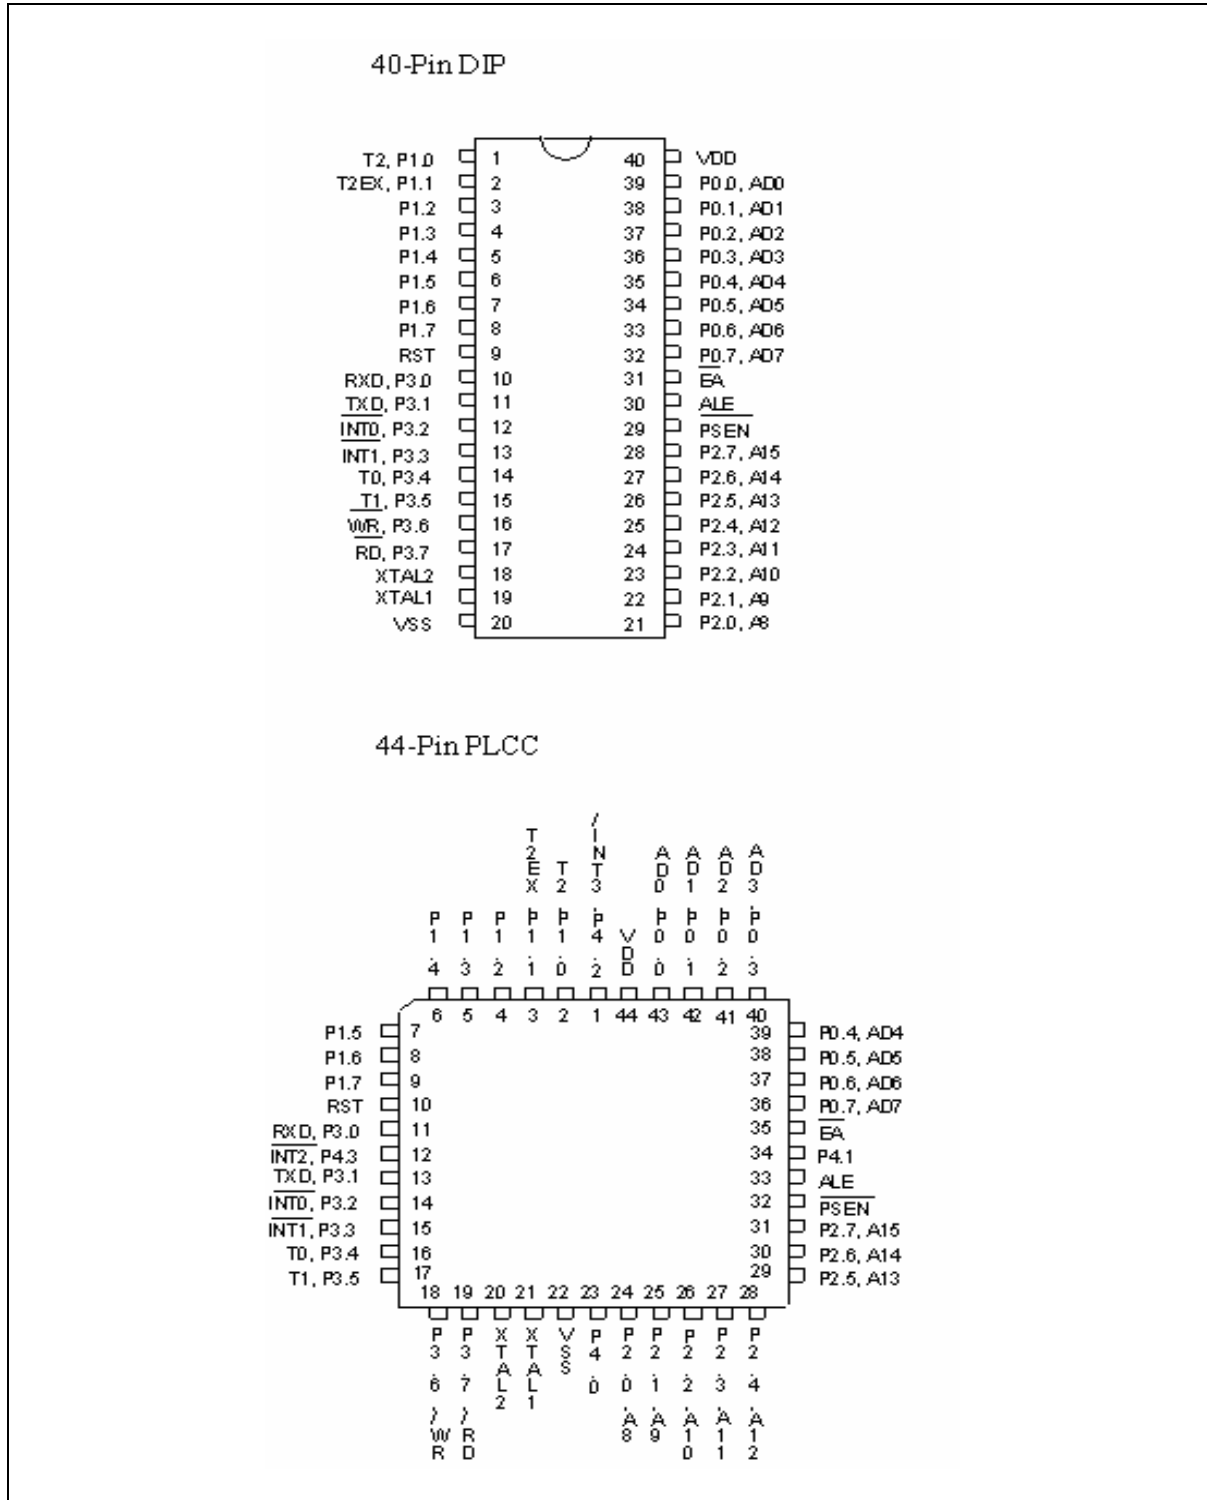 40-Pin DIP
T2, P1.0 1 40 VDD
T2EX, P1.1 2 39 P0.0, AD0
P1.2 3 38 P0.1, AD1
P1.3 4 37 P0.2, AD2
P1.4 5 36 P0.3, AD3
P1.5 6 35 P0.4, AD4
P1.6 7 34 P0.5, AD5
P1.7 8 33 P0.6, AD6
RST 9 32 P0.7, AD7
RXD, P3.0 10 31 EA
TXD, P3.1 11 30 ALE
INT0, P3.2 12 29 PSEN
INT1, P3.3 13 28 P2.7, A15
T0, P3.4 14 27 P2.6, A14
T1, P3.5 15 26 P2.5, A13
WR, P3.6 16 25 P2.4, A12
RD, P3.7 17 24 P2.3, A11
XTAL2 18 23 P2.2, A10
XTAL1 19 22 P2.1, A9
VSS 20 21 P2.0, A8
44-Pin PLCC
P1.4
P1.3
P1.2
T2EX, P1.1
T2, P1.0
/INT3, P4.2
VDD
AD0, P0.0
AD1, P0.1
AD2, P0.2
AD3, P0.3
6 5 4 3 2 1 44 43 42 41 40
P1.5 7 39 P0.4, AD4
P1.6 8 38 P0.5, AD5
P1.7 9 37 P0.6, AD6
RST 10 36 P0.7, AD7
RXD, P3.0 11 35 EA
INT2, P4.3 12 34 P4.1
TXD, P3.1 13 33 ALE
INT0, P3.2 14 32 PSEN
INT1, P3.3 15 31 P2.7, A15
T0, P3.4 16 30 P2.6, A14
T1, P3.5 17 29 P2.5, A13
18 19 20 21 22 23 24 25 26 27 28
P3.6, /WR
P3.7, /RD
XTAL2
XTAL1
VSS
P4.0
P2.0, A8
P2.1, A9
P2.2, A10
P2.3, A11
P2.4, A12